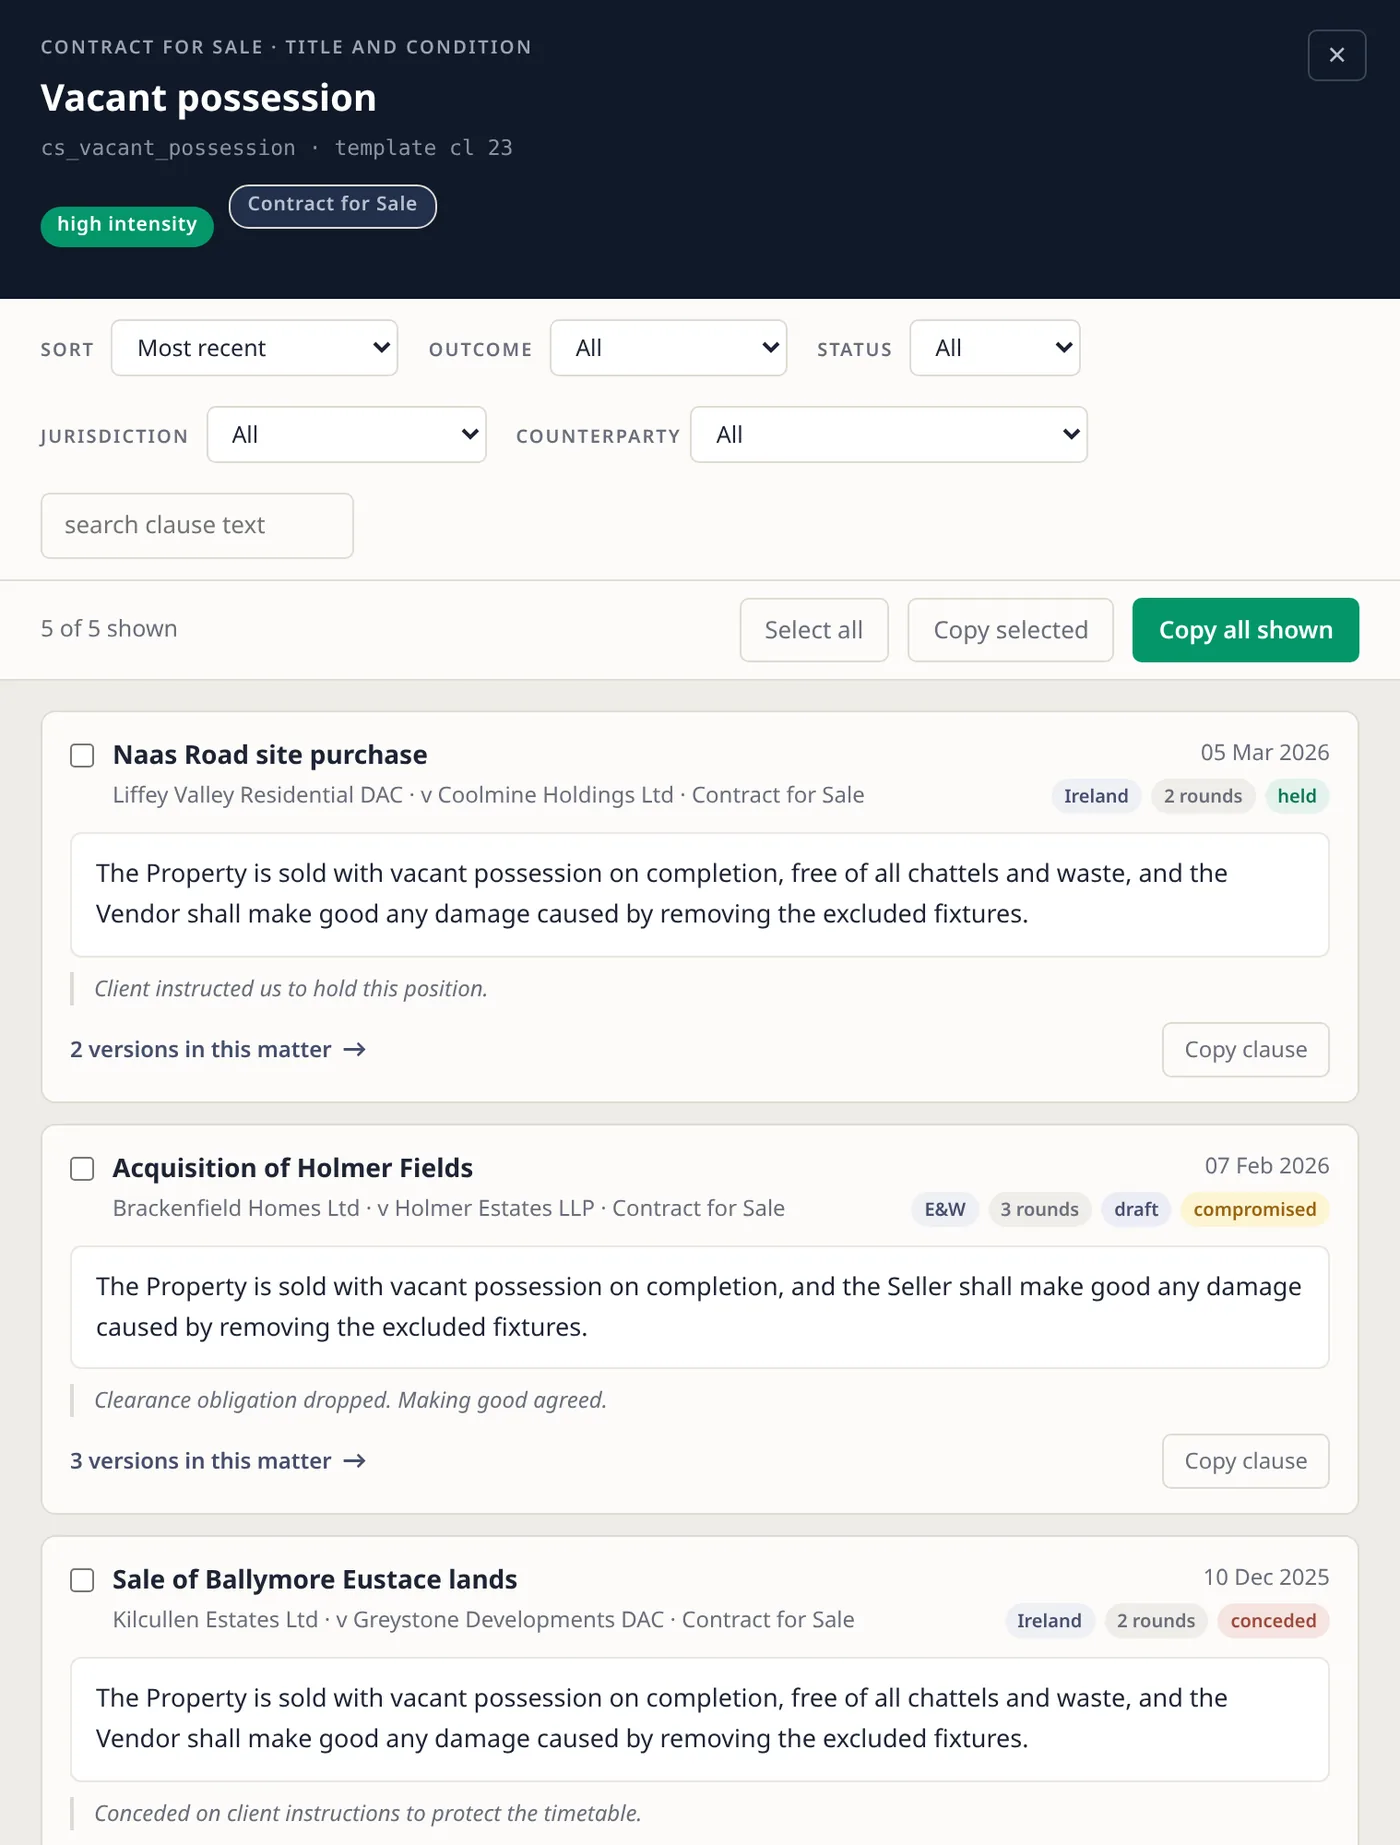 CONTRACT FOR SALE · TITLE AND CONDITION
×
Vacant possession
cs_vacant_possession · template cl 23
high intensity
Contract for Sale
SORT Most recent OUTCOME All STATUS All
JURISDICTION All COUNTERPARTY All
search clause text
5 of 5 shown Select all Copy selected Copy all shown
Naas Road site purchase 05 Mar 2026
Liffey Valley Residential DAC · v Coolmine Holdings Ltd · Contract for Sale Ireland 2 rounds held
The Property is sold with vacant possession on completion, free of all chattels and waste, and the
Vendor shall make good any damage caused by removing the excluded fixtures.
Client instructed us to hold this position.
2 versions in this matter → Copy clause
Acquisition of Holmer Fields 07 Feb 2026
Brackenfield Homes Ltd · v Holmer Estates LLP · Contract for Sale E&W 3 rounds draft compromised
The Property is sold with vacant possession on completion, and the Seller shall make good any damage
caused by removing the excluded fixtures.
Clearance obligation dropped. Making good agreed.
3 versions in this matter → Copy clause
Sale of Ballymore Eustace lands 10 Dec 2025
Kilcullen Estates Ltd · v Greystone Developments DAC · Contract for Sale Ireland 2 rounds conceded
The Property is sold with vacant possession on completion, free of all chattels and waste, and the
Vendor shall make good any damage caused by removing the excluded fixtures.
Conceded on client instructions to protect the timetable.